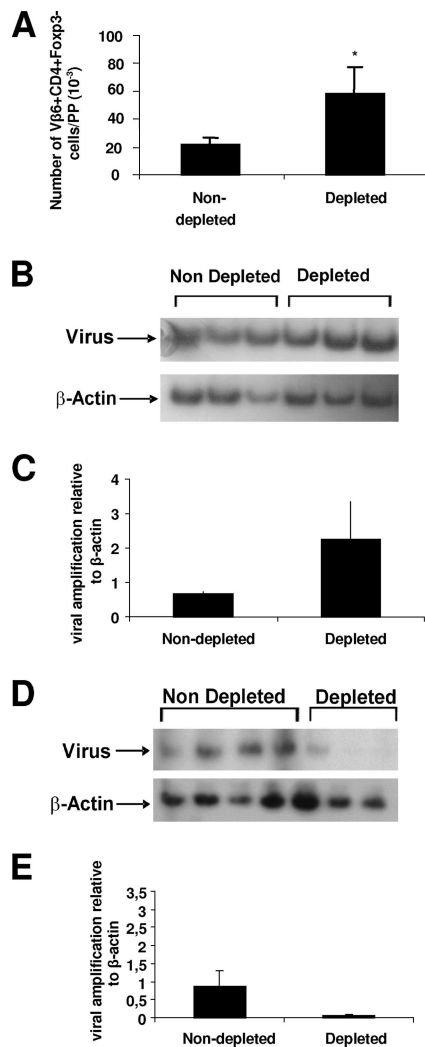 A
Number of Vβ6+CD4+Foxp3-
cells/PP (10⁻³)
100
80
60
40
20
0
*
Non-
depleted
Depleted
B
Non Depleted
Depleted
Virus
β-Actin
C
viral amplification relative
to β-actin
4
3
2
1
0
Non-depleted
Depleted
D
Non Depleted
Depleted
Virus
β-Actin
E
viral amplification relative
to β-actin
3,5
3
2,5
2
1,5
1
0,5
0
Non-depleted
Depleted